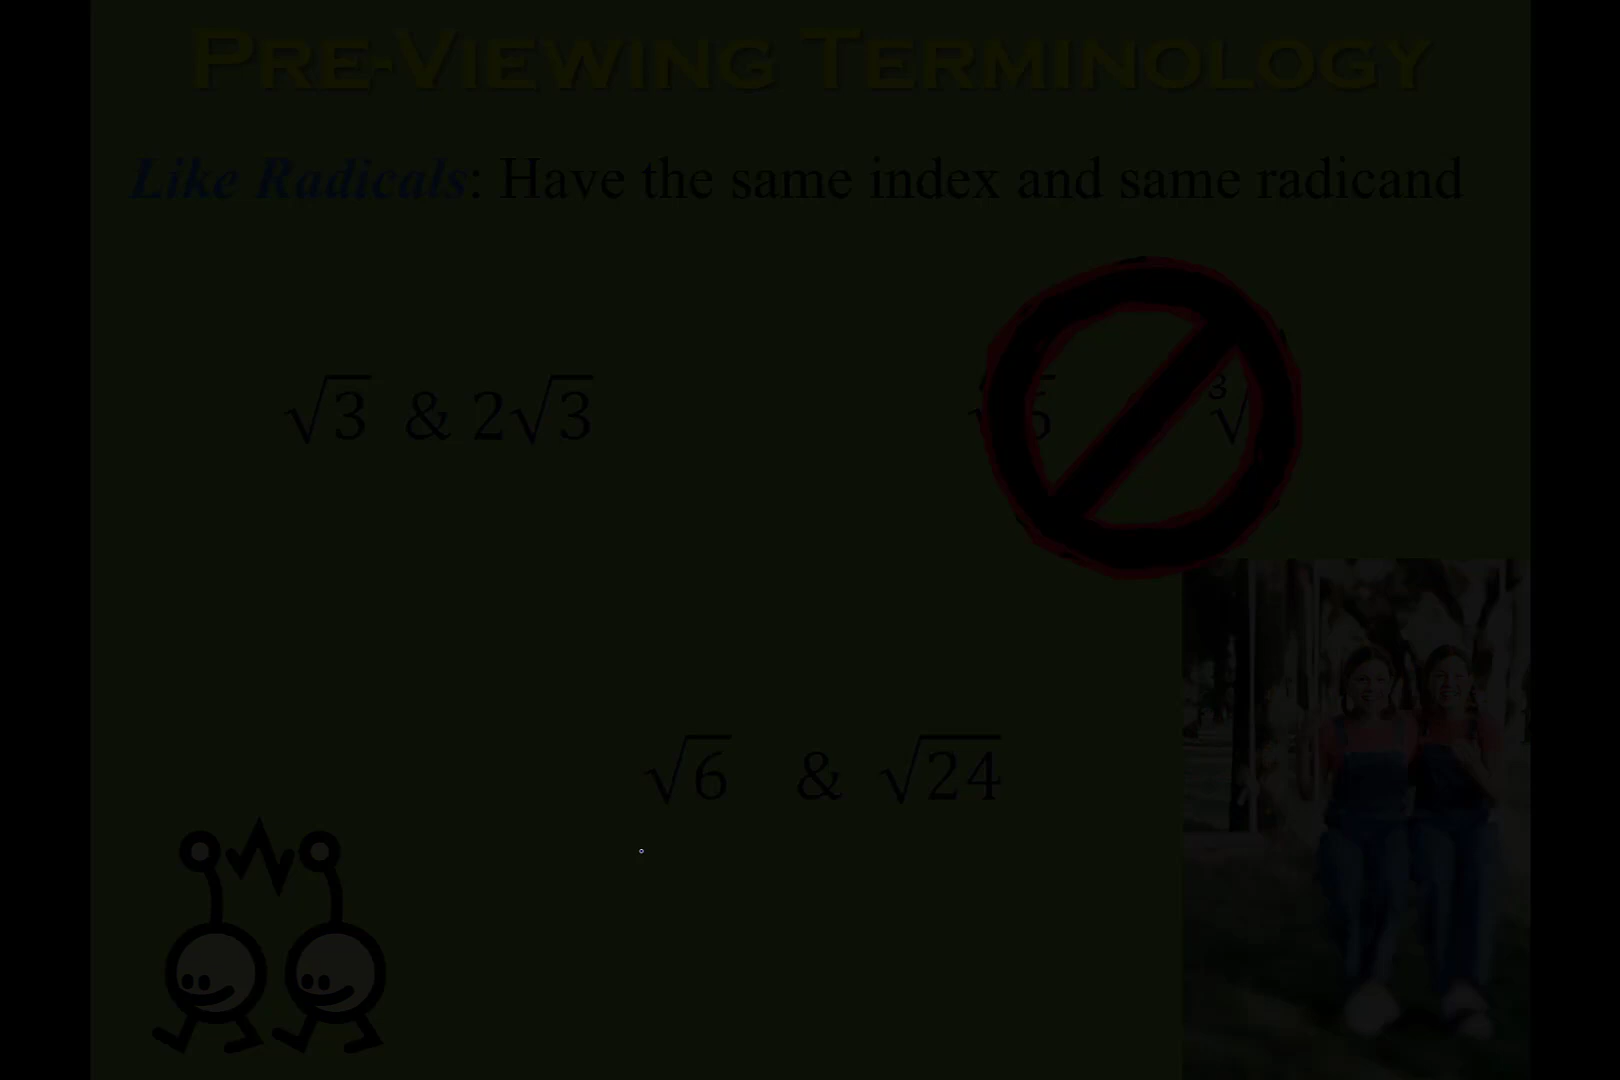 PRE-VIEWING TERMINOLOGY
Like Radicals: Have the same index and same radicand
√3 & 2√3
√6 & √24